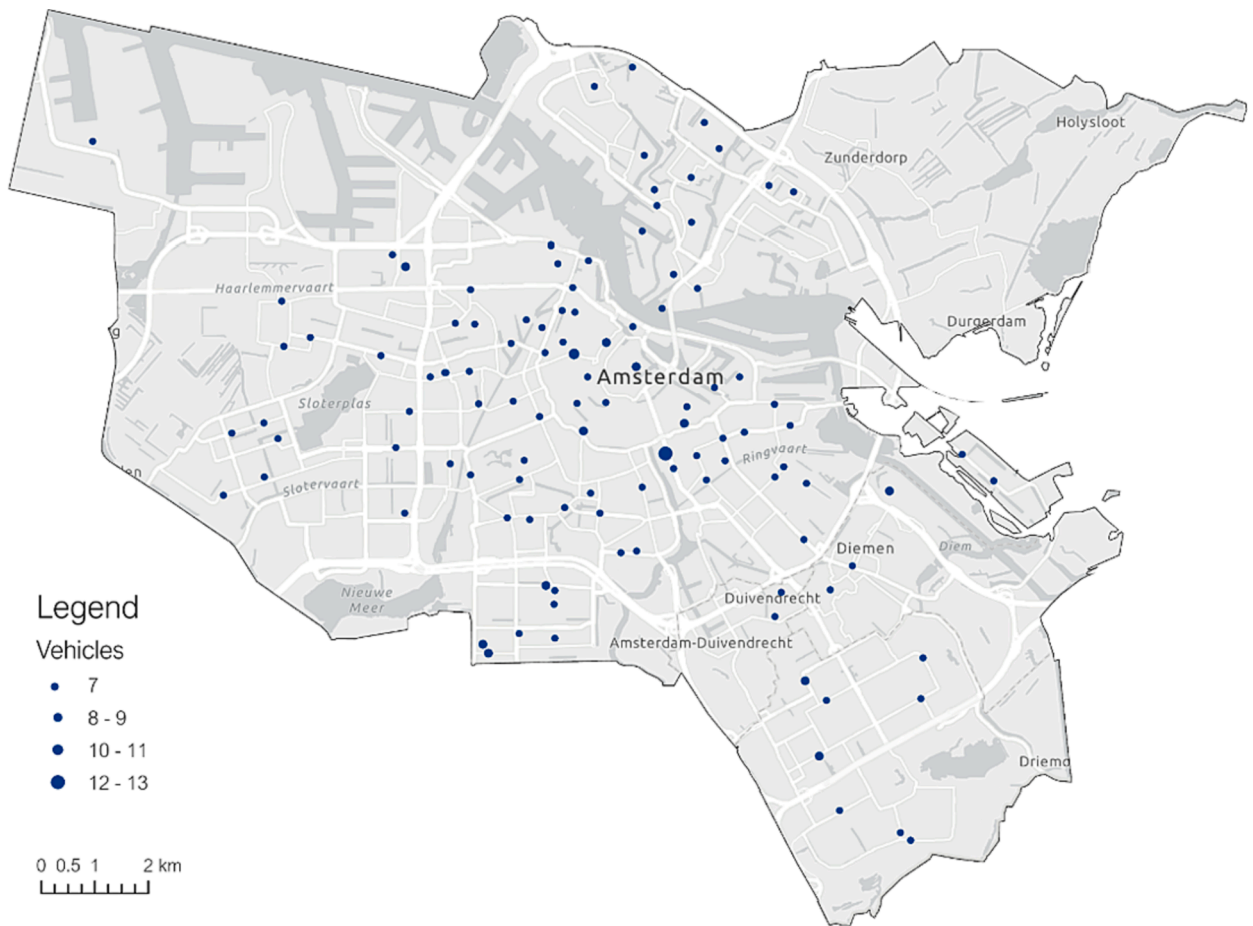 Holysloot
Zunderdorp
Haarlemmervaart
Durgerdam
g
Amsterdam
Sloterplas
Ringvaart
en
Slotervaart
Diemen
Diem
Nieuwe
Meer
Duivendrecht
Amsterdam-Duivendrecht
Legend
Vehicles
7
8 - 9
10 - 11
12 - 13
Driemo
0 0.5 1 2 km